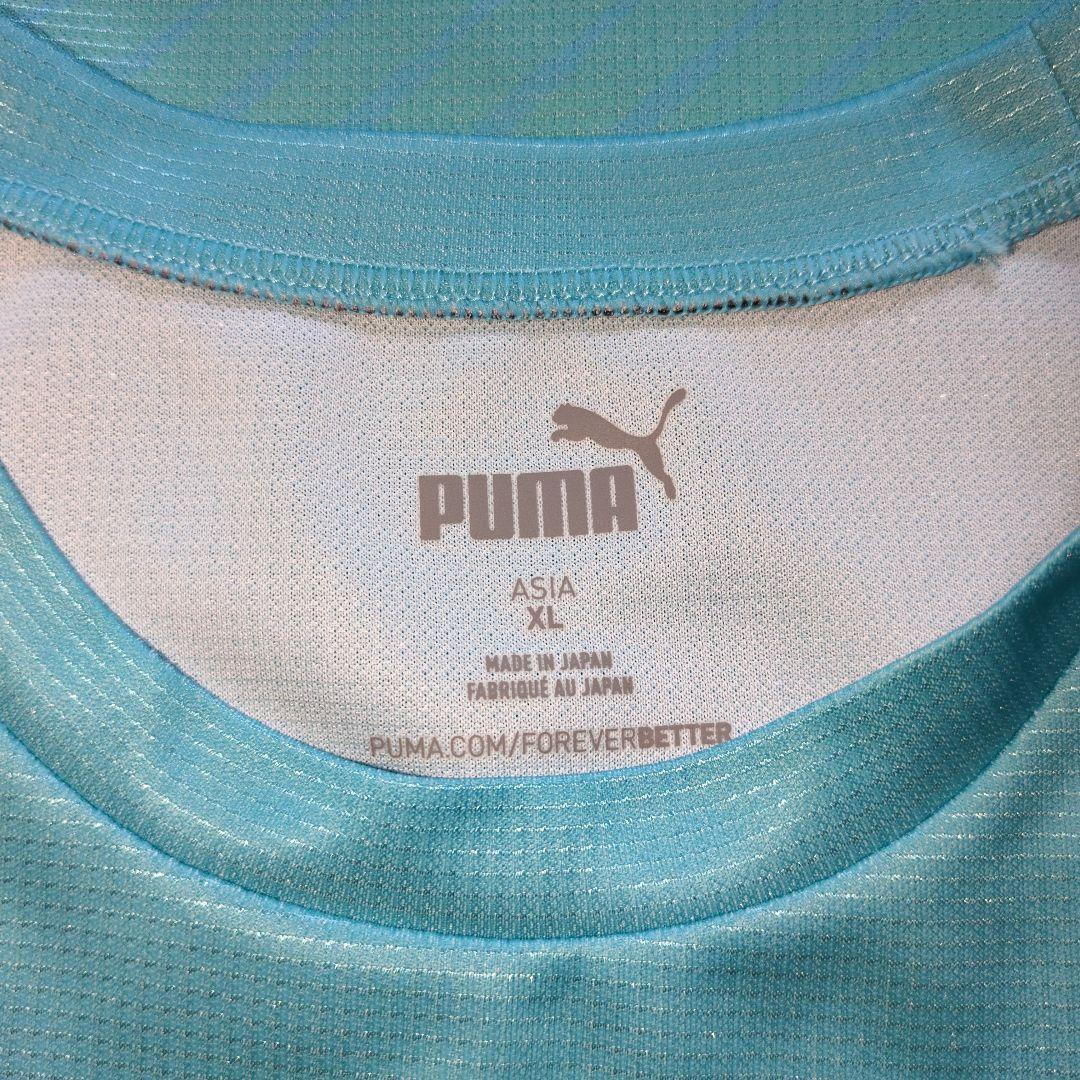 PUMA
ASIA
XL
MADE IN JAPAN
FABRIQUÉ AU JAPAN
PUMA.COM/FOREVERBETTER